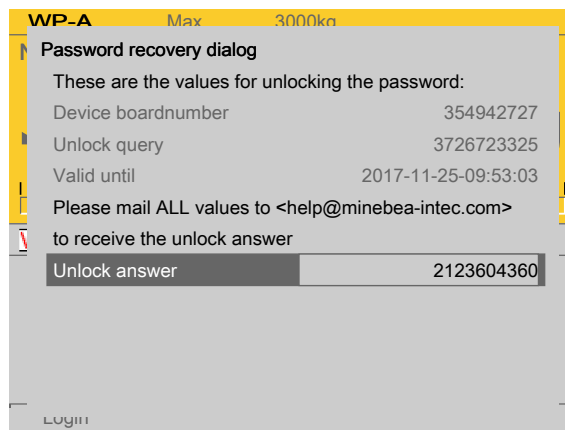 WP-A Max 3000kg
Password recovery dialog
These are the values for unlocking the password:
Device boardnumber 354942727
Unlock query 3726723325
Valid until 2017-11-25-09:53:03
Please mail ALL values to <help@minebea-intec.com>
to receive the unlock answer
Unlock answer 2123604360
Login